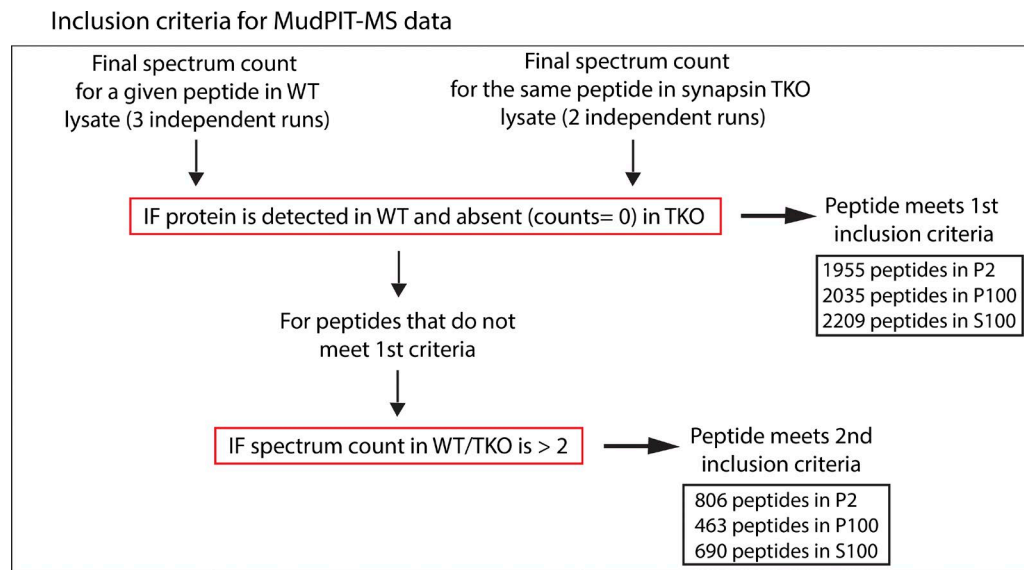 Inclusion criteria for MudPIT-MS data
Final spectrum count
for a given peptide in WT
lysate (3 independent runs)
Final spectrum count
for the same peptide in synapsin TKO
lysate (2 independent runs)
IF protein is detected in WT and absent (counts= 0) in TKO
Peptide meets 1st
inclusion criteria
1955 peptides in P2
2035 peptides in P100
2209 peptides in S100
For peptides that do not
meet 1st criteria
IF spectrum count in WT/TKO is > 2
Peptide meets 2nd
inclusion criteria
806 peptides in P2
463 peptides in P100
690 peptides in S100